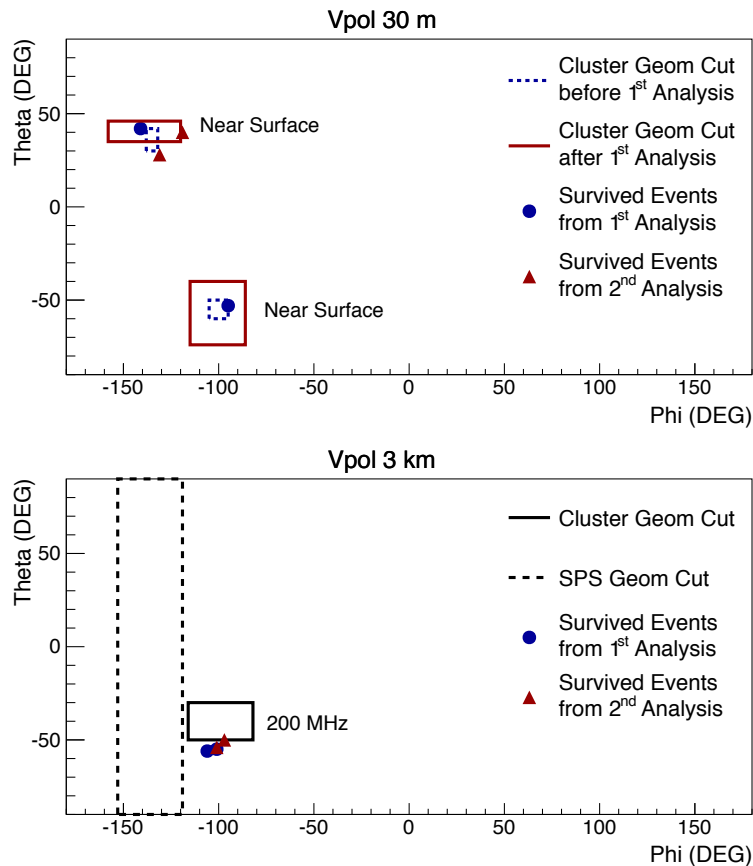 Vpol 30 m
Theta (DEG)
50
0
-50
Near Surface
Near Surface
Cluster Geom Cut
before 1st Analysis
Cluster Geom Cut
after 1st Analysis
Survived Events
from 1st Analysis
Survived Events
from 2nd Analysis
-150 -100 -50 0 50 100 150
Phi (DEG)
Vpol 3 km
Theta (DEG)
50
0
-50
200 MHz
Cluster Geom Cut
SPS Geom Cut
Survived Events
from 1st Analysis
Survived Events
from 2nd Analysis
-150 -100 -50 0 50 100 150
Phi (DEG)